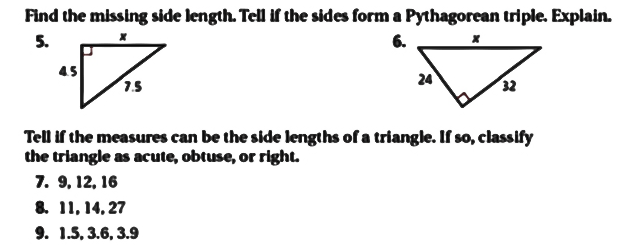 Find the missing side length. Tell if the sides form a Pythagorean triple. Explain.
5. x 6. x
4.5 7.5 24 32
Tell if the measures can be the side lengths of a triangle. If so, classify
the triangle as acute, obtuse, or right.
7. 9, 12, 16
8. 11, 14, 27
9. 1.5, 3.6, 3.9